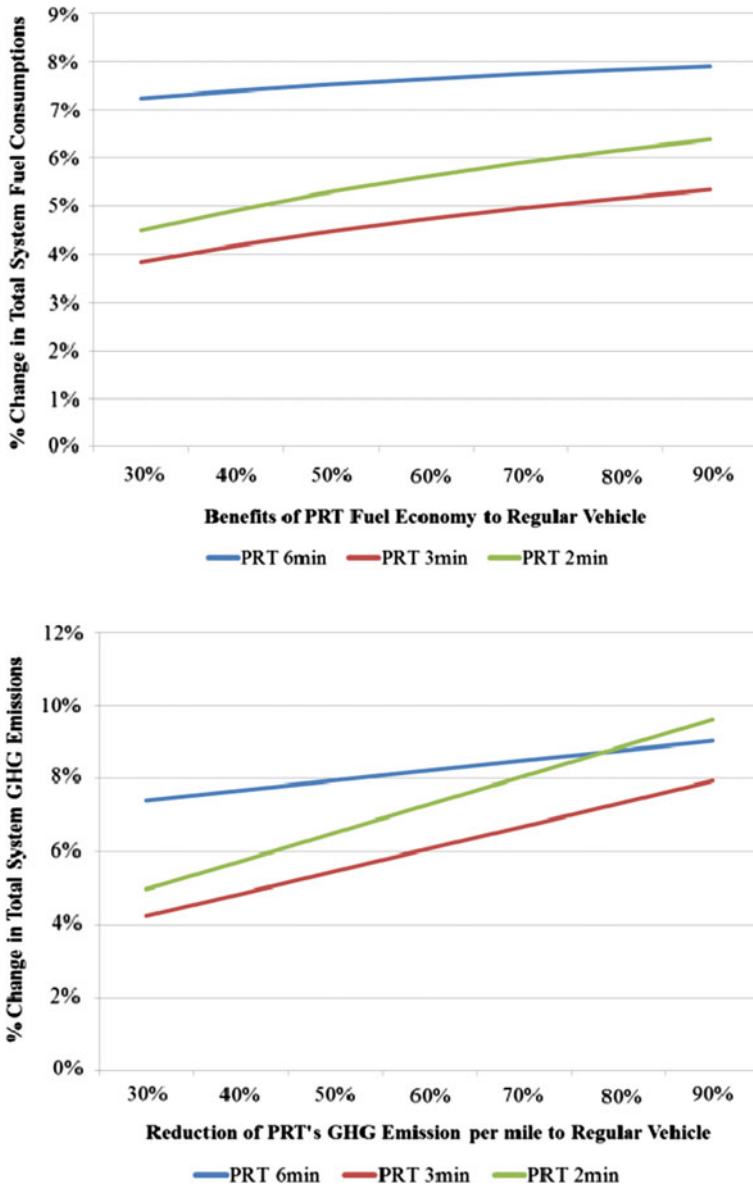 % Change in Total System Fuel Consumptions
9%
8%
7%
6%
5%
4%
3%
2%
1%
0%
30% 40% 50% 60% 70% 80% 90%
Benefits of PRT Fuel Economy to Regular Vehicle
PRT 6min PRT 3min PRT 2min
% Change in Total System GHG Emissions
12%
10%
8%
6%
4%
2%
0%
30% 40% 50% 60% 70% 80% 90%
Reduction of PRT's GHG Emission per mile to Regular Vehicle
PRT 6min PRT 3min PRT 2min